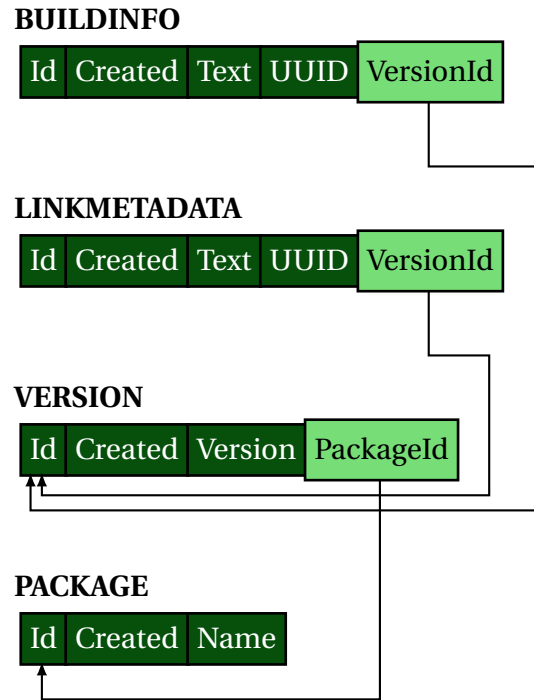 BUILDINFO
Id Created Text UUID VersionId
LINKMETADATA
Id Created Text UUID VersionId
VERSION
Id Created Version PackageId
PACKAGE
Id Created Name